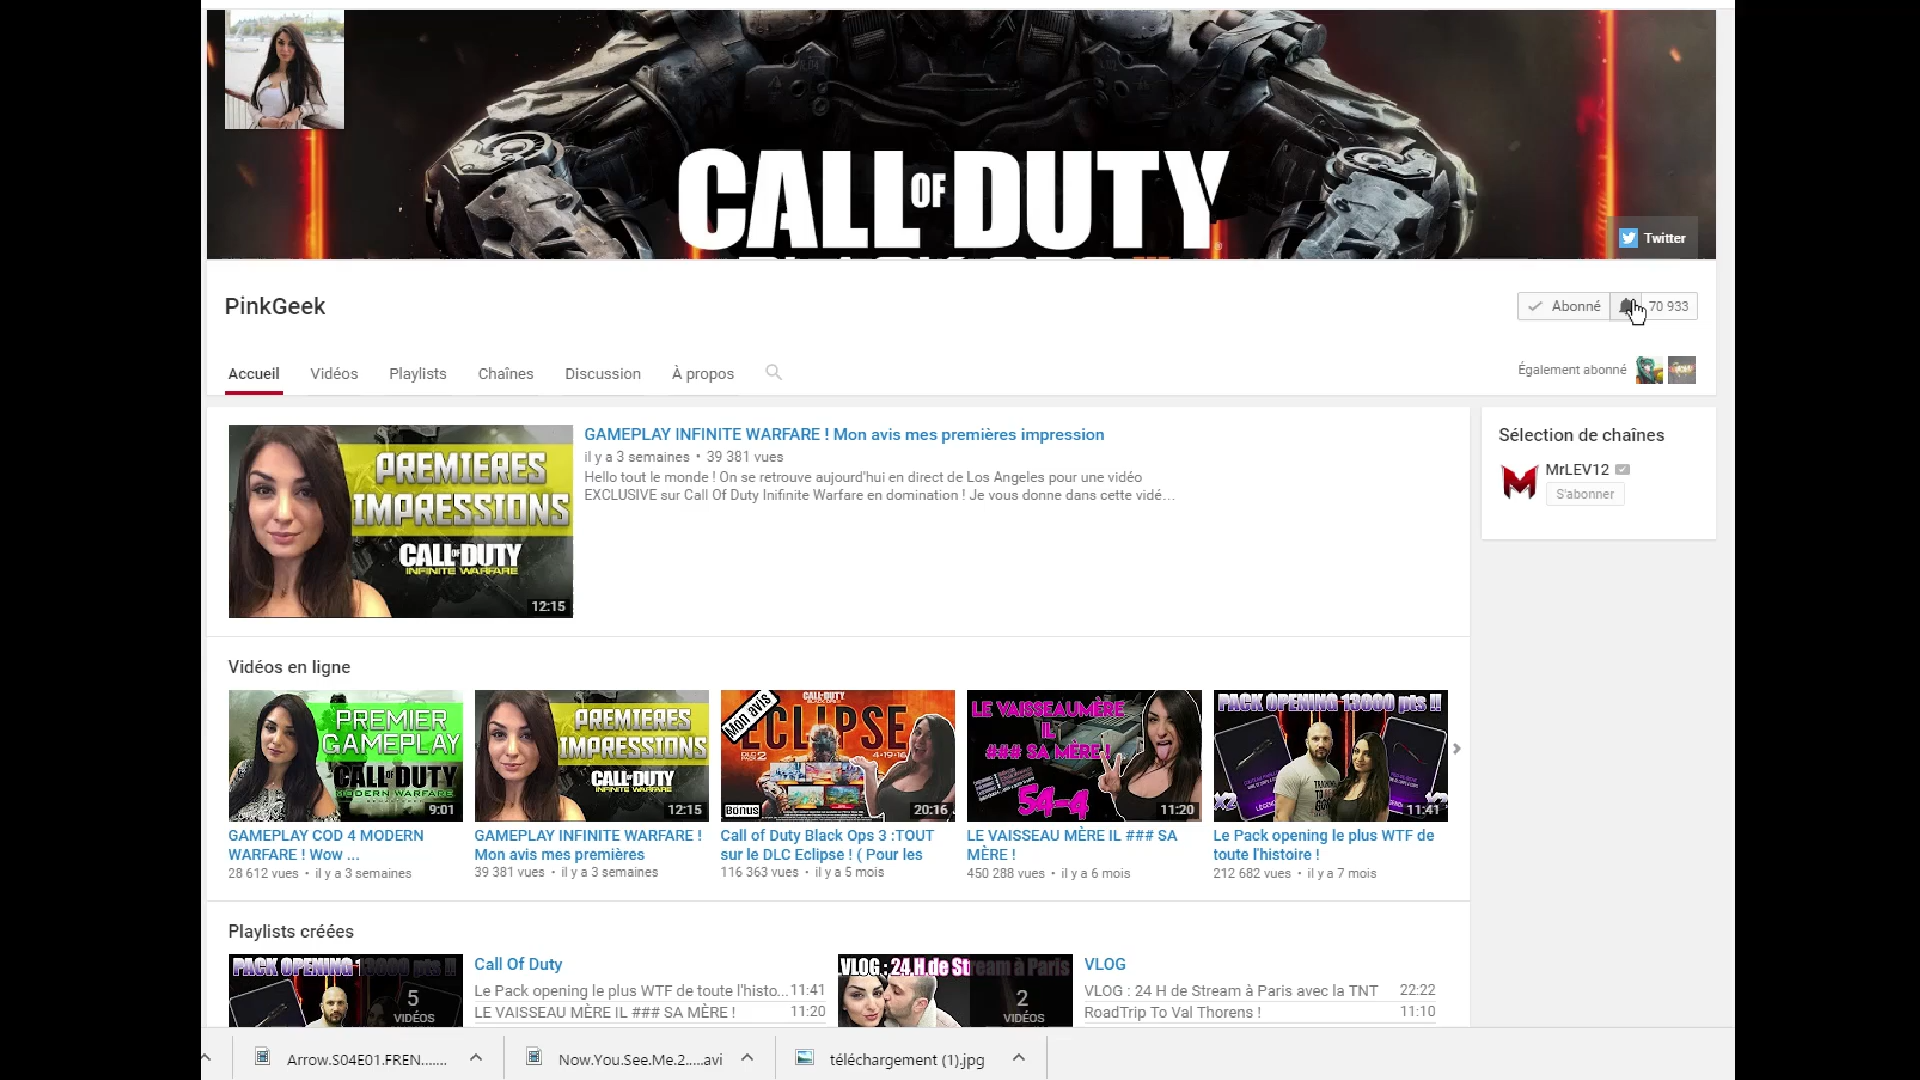 CALL OF DUTY
Twitter
PinkGeek
Abonné
70 933
Accueil
Vidéos
Playlists
Chaînes
Discussion
À propos
Également abonné
PREMIERES
IMPRESSIONS
CALL OF DUTY
INFINITE WARFARE
12:15
GAMEPLAY INFINITE WARFARE ! Mon avis mes premières impression
il y a 3 semaines • 39 381 vues
Hello tout le monde ! On se retrouve aujourd'hui en direct de Los Angeles pour une vidéo
EXCLUSIVE sur Call Of Duty Inifinite Warfare en domination ! Je vous donne dans cette vidé...
Sélection de chaînes
MrLEV12
S'abonner
Vidéos en ligne
PREMIER
GAMEPLAY
CALL OF DUTY
MODERN WARFARE
9:01
GAMEPLAY COD 4 MODERN
WARFARE ! Wow ...
28 612 vues • il y a 3 semaines
PREMIERES
IMPRESSIONS
CALL OF DUTY
INFINITE WARFARE
12:15
GAMEPLAY INFINITE WARFARE !
Mon avis mes premières
39 381 vues • il y a 3 semaines
Mon avis
CALL OF DUTY
ECLIPSE
4-19-16
Bonus
20:16
Call of Duty Black Ops 3 :TOUT
sur le DLC Eclipse ! ( Pour les
116 363 vues • il y a 5 mois
LE VAISSEAUMÈRE
IL
### SA MÈRE !
54-4
11:20
LE VAISSEAU MÈRE IL ### SA
MÈRE !
450 288 vues • il y a 6 mois
PACK OPENING 13000 pts !!
11:41
Le Pack opening le plus WTF de
toute l'histoire !
212 682 vues • il y a 7 mois
Playlists créées
PACK OPENING 13000 pts !!
5
VIDÉOS
Call Of Duty
Le Pack opening le plus WTF de toute l'histo... 11:41
LE VAISSEAU MÈRE IL ### SA MÈRE ! 11:20
VLOG : 24 H de Stream à Paris
2
VIDÉOS
VLOG
VLOG : 24 H de Stream à Paris avec la TNT 22:22
RoadTrip To Val Thorens ! 11:10
Arrow.S04E01.FREN.......
Now.You.See.Me.2.....avi
téléchargement (1).jpg